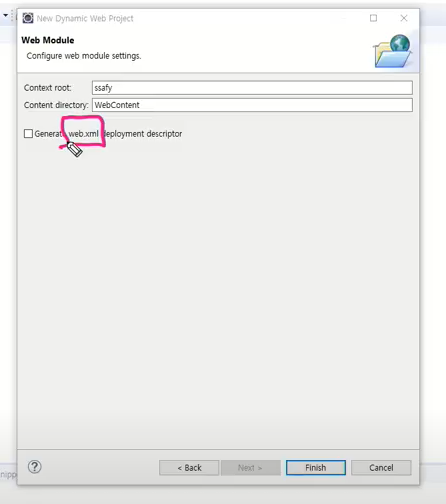 New Dynamic Web Project
Web Module
Configure web module settings.
Context root: ssafy
Content directory: WebContent
Generate web.xml deployment descriptor
? < Back Next > Finish Cancel